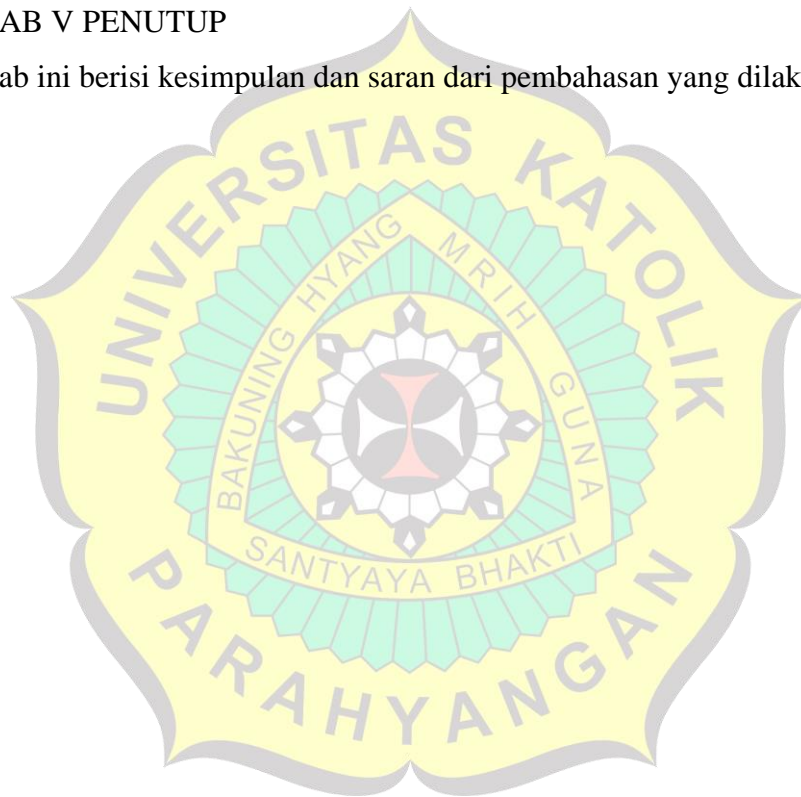 AB V PENUTUP
ab ini berisi kesimpulan dan saran dari pembahasan yang dilak
UNIVERSITAS KATOLIK
PARAHYANGAN
BAKUNING HYANG MRIH GUNA
SANTYAYA BHAKTI